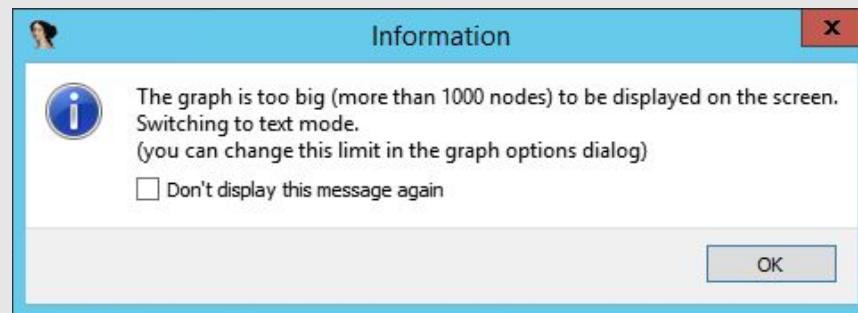 Information
x
The graph is too big (more than 1000 nodes) to be displayed on the screen.
Switching to text mode.
(you can change this limit in the graph options dialog)
Don't display this message again
OK